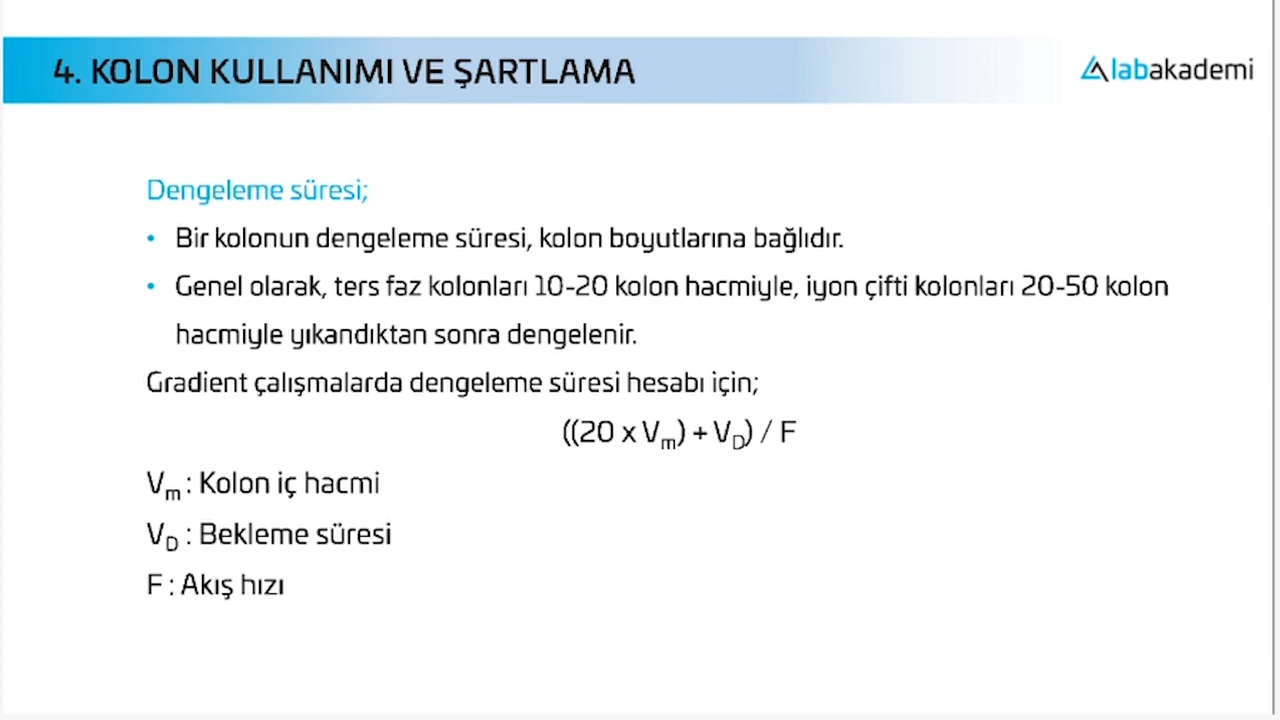 4. KOLON KULLANIMI VE ŞARTLAMA
labakademi
Dengeleme süresi;
• Bir kolonun dengeleme süresi, kolon boyutlarına bağlıdır.
• Genel olarak, ters faz kolonları 10-20 kolon hacmiyle, iyon çifti kolonları 20-50 kolon
hacmiyle yıkandıktan sonra dengelenir.
Gradient çalışmalarda dengeleme süresi hesabı için;
((20 x Vm) + VD) / F
Vm : Kolon iç hacmi
VD : Bekleme süresi
F : Akış hızı